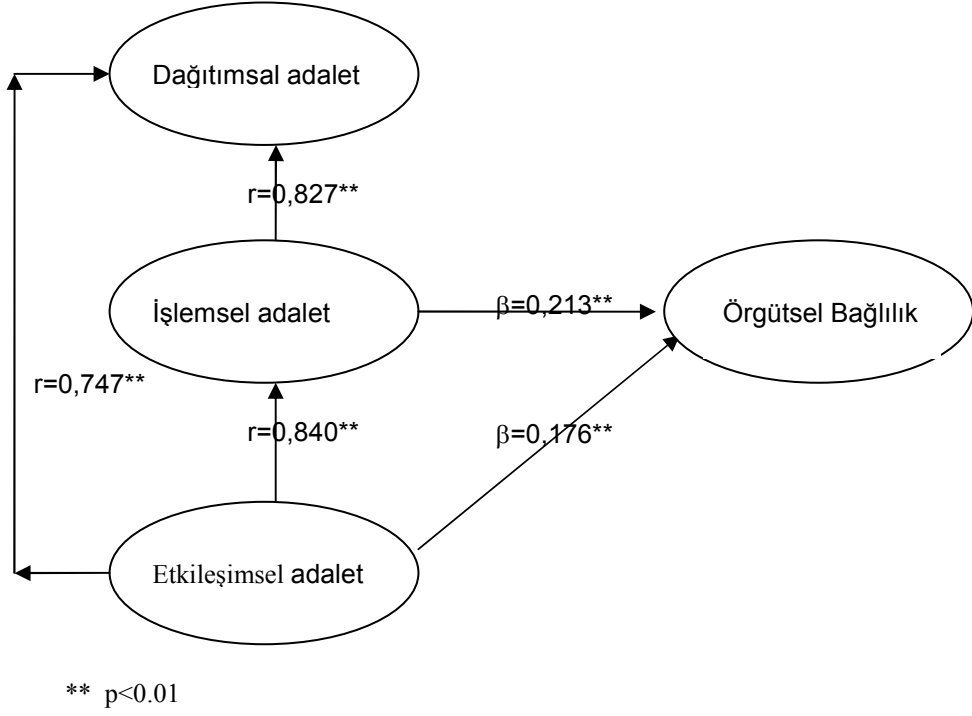 Dağıtımsal adalet
r=0,827**
İşlemsel adalet
β=0,213**
Örgütsel Bağlılık
r=0,747**
r=0,840**
β=0,176**
Etkileşimsel adalet
** p<0.01